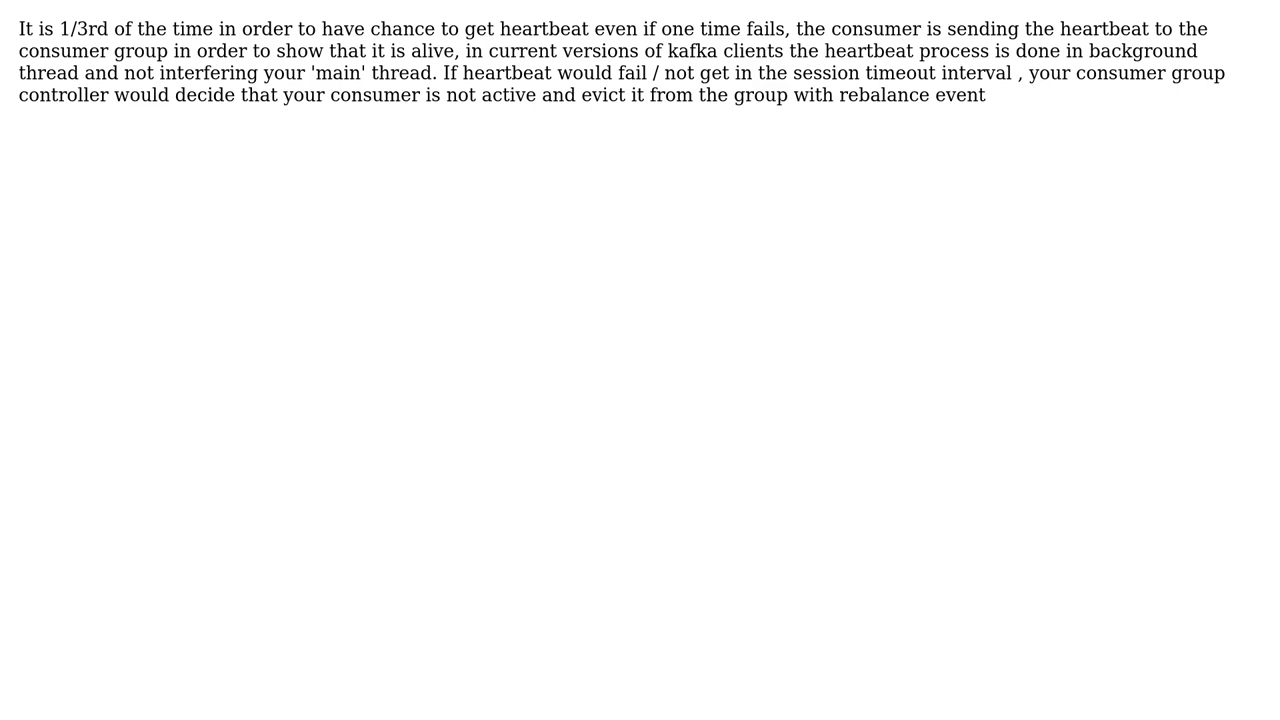 It is 1/3rd of the time in order to have chance to get heartbeat even if one time fails, the consumer is sending the heartbeat to the
consumer group in order to show that it is alive, in current versions of kafka clients the heartbeat process is done in background
thread and not interfering your 'main' thread. If heartbeat would fail / not get in the session timeout interval , your consumer group
controller would decide that your consumer is not active and evict it from the group with rebalance event